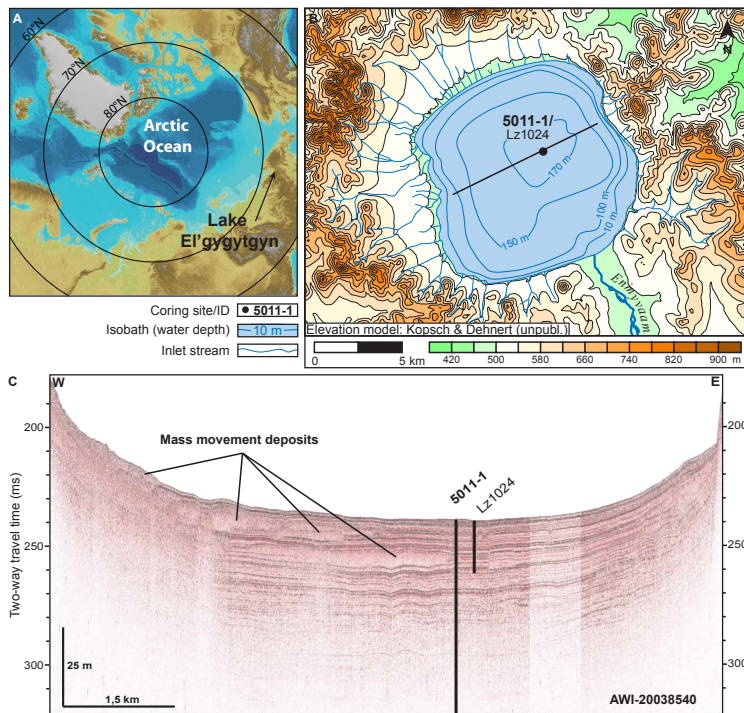 A
60°N
70°N
80°N
Arctic
Ocean
Lake
El'gygytgyn
Coring site/ID
5011-1
Isobath (water depth)
10 m
Inlet stream
B
N
5011-1/
Lz1024
170 m
150 m
100 m
10 m
Enmyvaam
Elevation model: Kopsch & Dehnert (unpubl.)
0 5 km
420 500 580 660 740 820 900 m
C W E
200 200
250 250
300 300
Two-way travel time (ms)
Mass movement deposits
5011-1
Lz1024
25 m
1,5 km
AWI-20038540